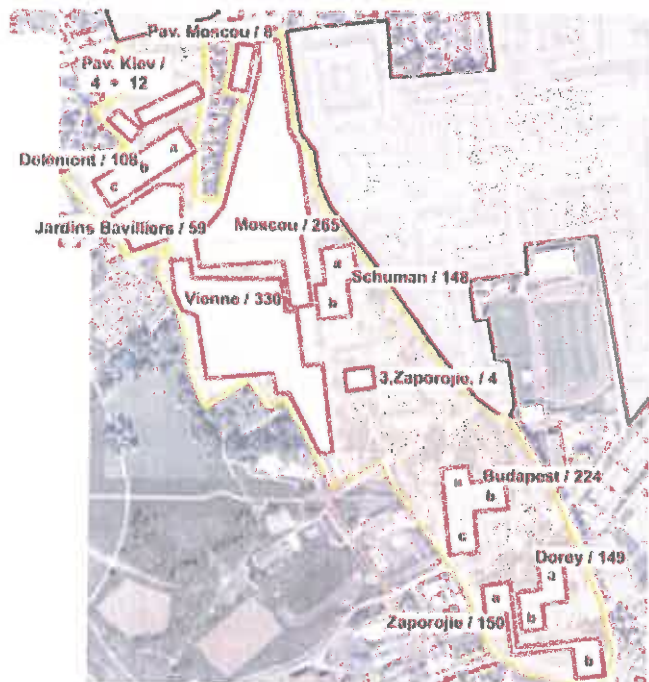 Pav. Moscou / 8
Pav. Kiev /
4 + 12
a
b
c
Delémont / 108
Jardins Bavilliers / 59
Moscou / 265
a
Schuman / 148
b
Vienne / 330
3,Zaporojie, / 4
a
Budapest / 224
b
c
Dorey / 149
a
a
Zaporojie / 150
b
b